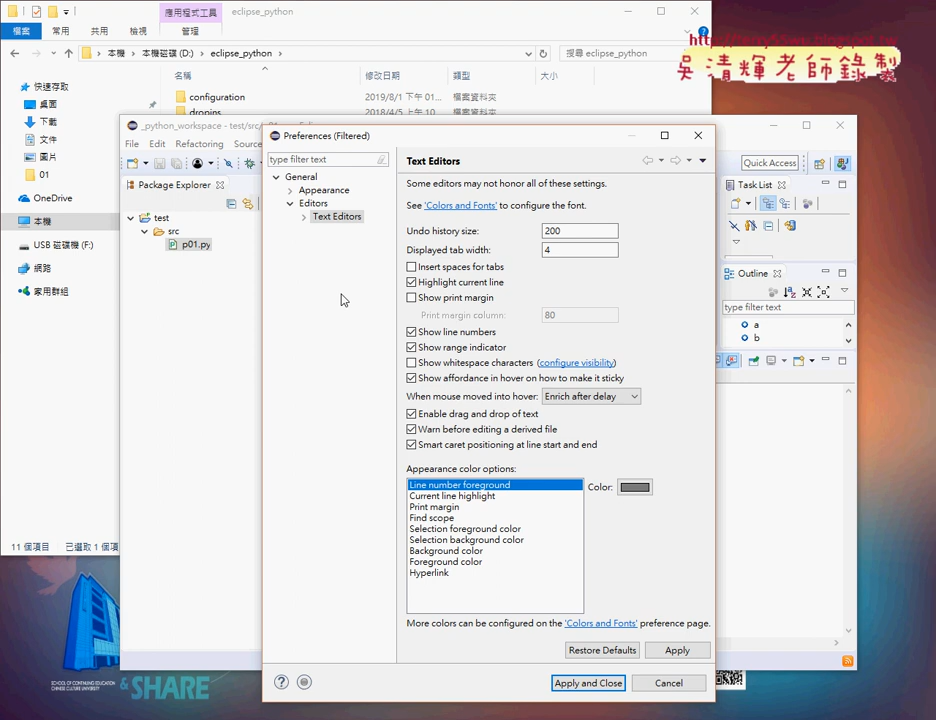 應用程式工具
eclipse_python
檔案
常用
共用
檢視
管理
本機 › 本機磁碟 (D:) › eclipse_python
搜尋 eclipse_python
吳清輝老師錄製
名稱
修改日期
類型
大小
快速存取
桌面
下載
文件
圖片
01
OneDrive
本機
USB 磁碟機 (F:)
網路
家用群組
configuration
2019/8/1 下午 01...
檔案資料夾
dropins
2018/4/5 上午 10
檔案資料夾
11 個項目
已選取 1 個項
_python_workspace - test/src
File
Edit
Refactoring
Source
Quick Access
Package Explorer
test
src
p01.py
Task List
Outline
type filter text
a
b
Preferences (Filtered)
type filter text
General
Appearance
Editors
Text Editors
Text Editors
Some editors may not honor all of these settings.
See 'Colors and Fonts' to configure the font.
Undo history size:
200
Displayed tab width:
4
Insert spaces for tabs
Highlight current line
Show print margin
Print margin column:
80
Show line numbers
Show range indicator
Show whitespace characters (configure visibility)
Show affordance in hover on how to make it sticky
When mouse moved into hover:
Enrich after delay
Enable drag and drop of text
Warn before editing a derived file
Smart caret positioning at line start and end
Appearance color options:
Line number foreground
Current line highlight
Print margin
Find scope
Selection foreground color
Selection background color
Background color
Foreground color
Hyperlink
Color:
More colors can be configured on the 'Colors and Fonts' preference page.
Restore Defaults
Apply
Apply and Close
Cancel
SCHOOL OF CONTINUING EDUCATION
CHINESE CULTURE UNIVERSITY
& SHARE